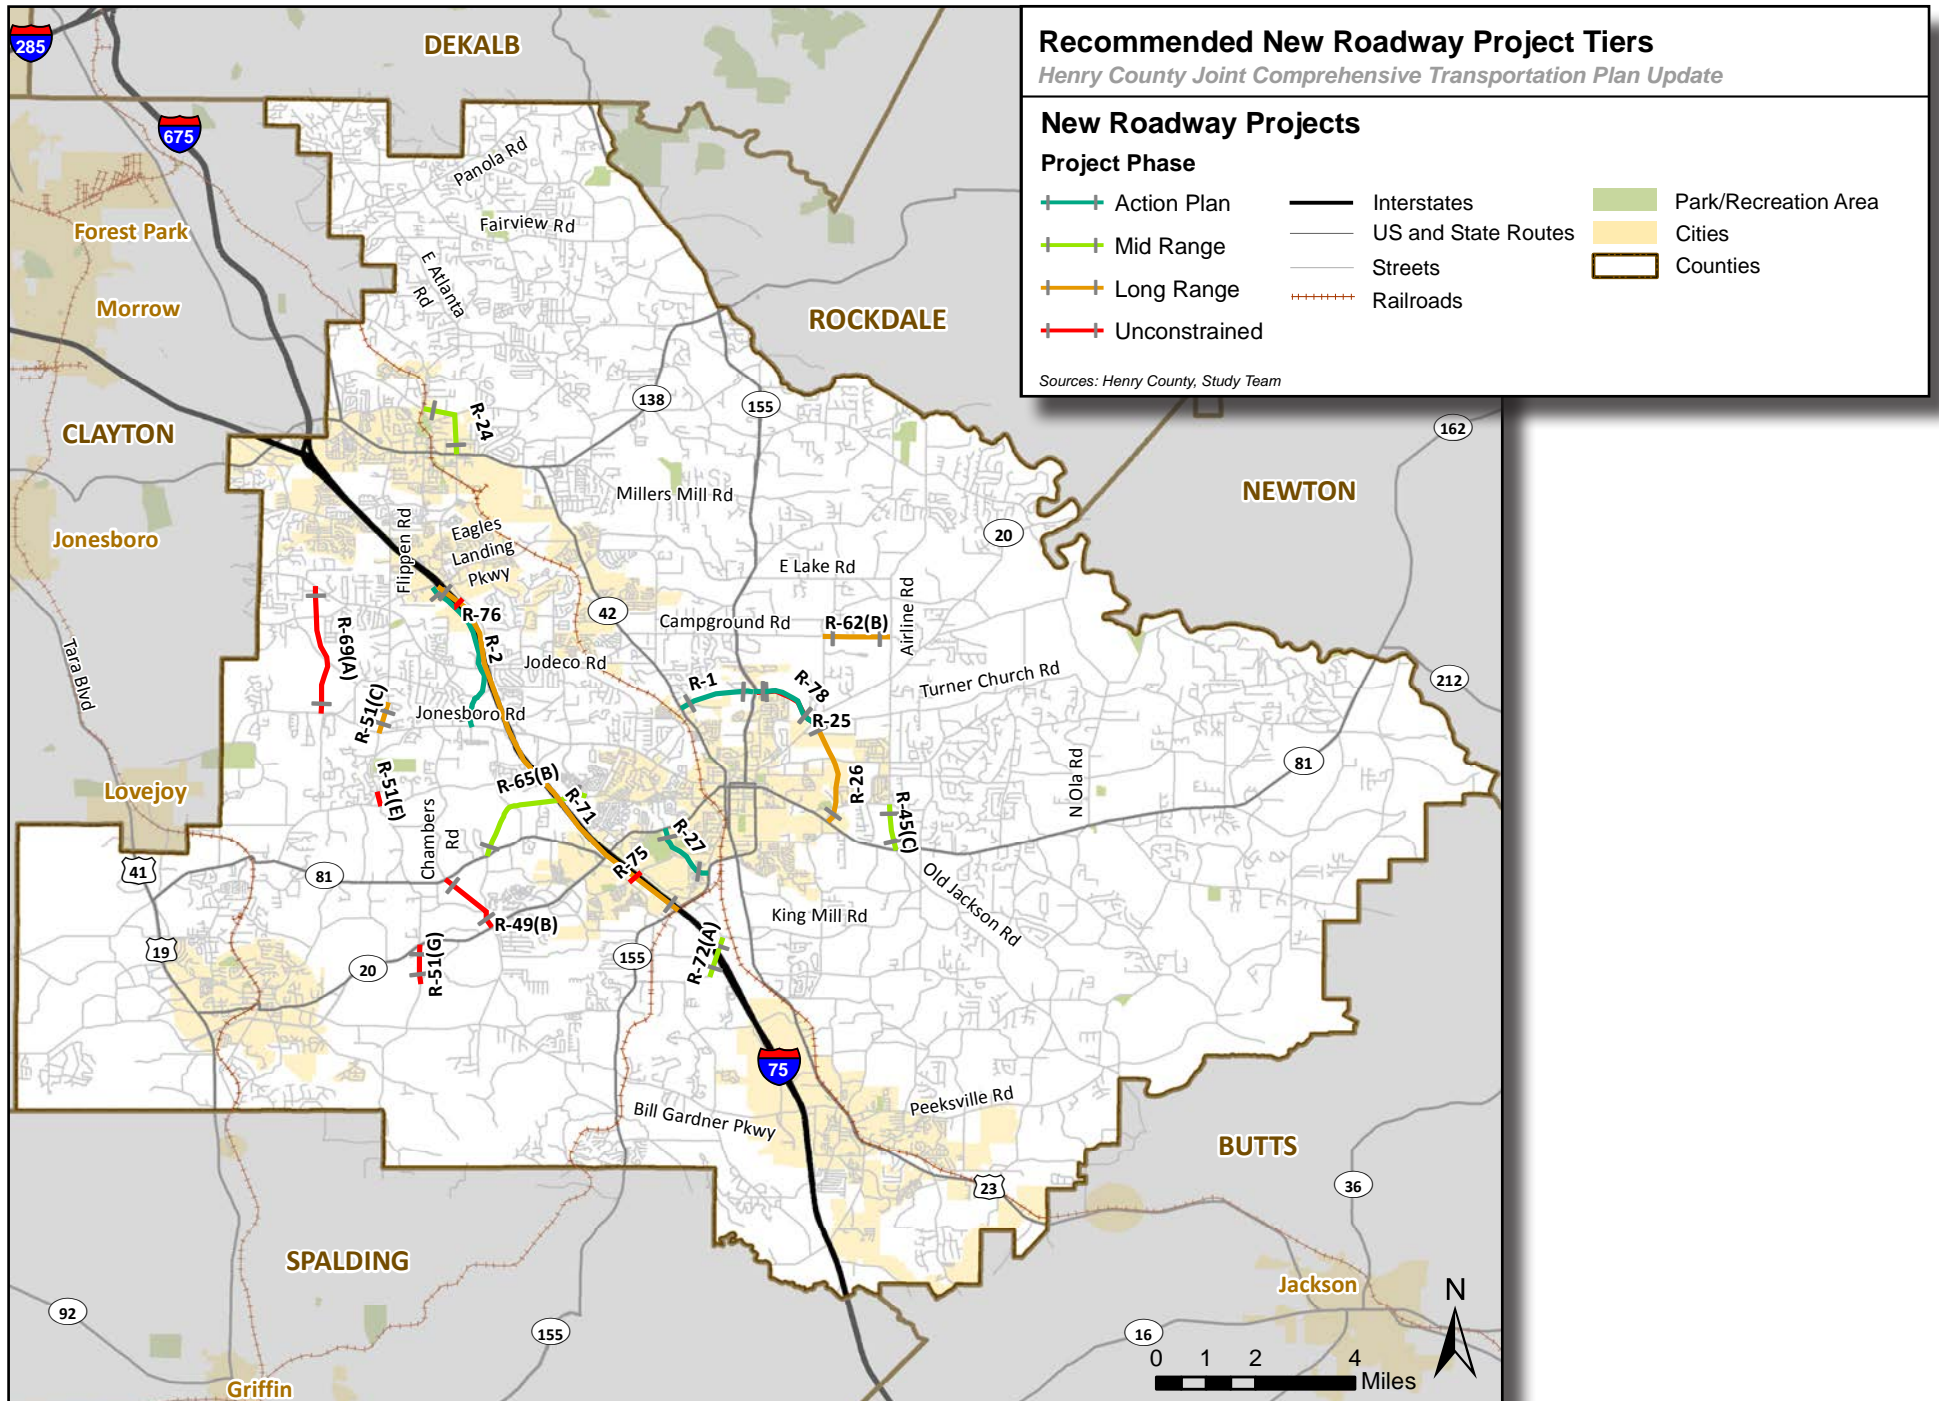 Recommended New Roadway Project Tiers
Henry County Joint Comprehensive Transportation Plan Update
New Roadway Projects
Project Phase
Action Plan
Mid Range
Long Range
Unconstrained
Interstates
US and State Routes
Streets
Railroads
Park/Recreation Area
Cities
Counties
Sources: Henry County, Study Team
285
DEKALB
675
Panola Rd
Forest Park
Fairview Rd
E Atlanta
Rd
Morrow
ROCKDALE
138
155
R-24
162
CLAYTON
NEWTON
Millers Mill Rd
Jonesboro
Flippen Rd
Eagles
Landing
Pkwy
20
E Lake Rd
Airline Rd
R-76
42
Campground Rd
R-62(B)
R-69(A)
R-2
Jodeco Rd
Tara Blvd
Turner Church Rd
212
R-1
R-78
R-51(C)
Jonesboro Rd
R-25
81
N Ola Rd
R-26
R-65(B)
R-51(E)
Lovejoy
R-71
R-45(C)
Chambers
Rd
R-27
41
81
R-75
Old Jackson Rd
King Mill Rd
R-49(B)
19
20
R-51(G)
155
R-72(A)
75
Bill Gardner Pkwy
Peeksville Rd
BUTTS
23
36
SPALDING
Jackson
N
92
155
16
0 1 2 4
Miles
Griffin